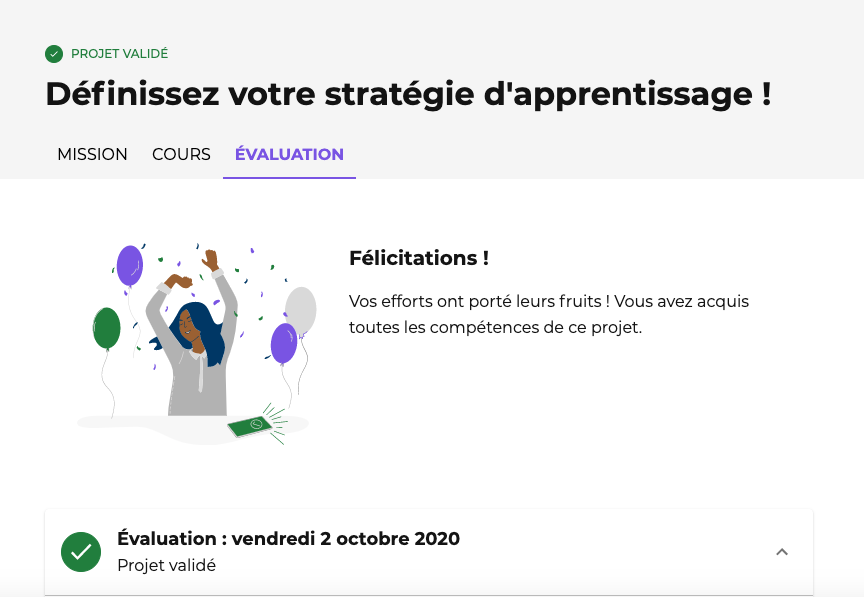 PROJET VALIDÉ
Définissez votre stratégie d'apprentissage !
MISSION COURS ÉVALUATION
Félicitations !
Vos efforts ont porté leurs fruits ! Vous avez acquis
toutes les compétences de ce projet.
Évaluation : vendredi 2 octobre 2020
Projet validé